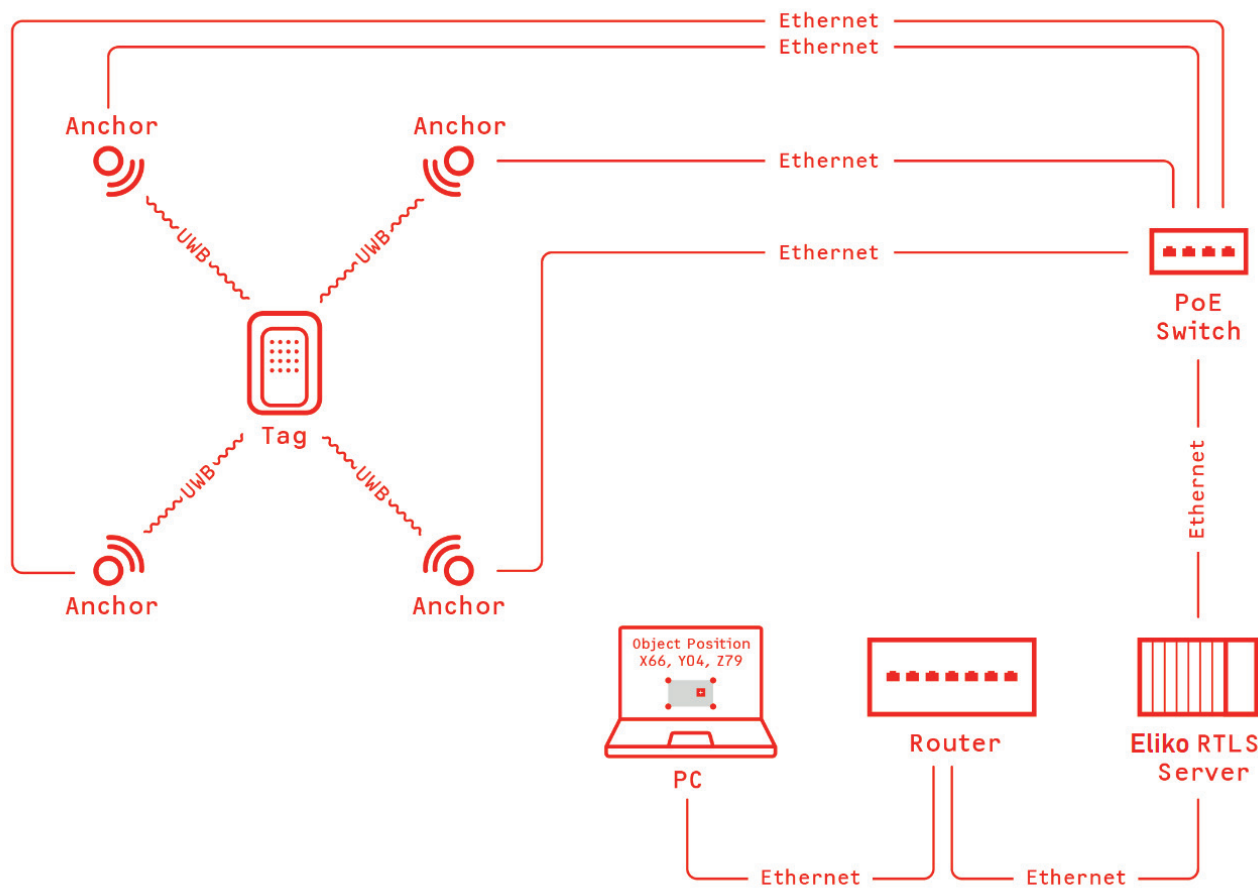 Ethernet
Ethernet
Anchor
Anchor
Ethernet
UWB
UWB
Ethernet
PoE
Switch
Tag
UWB
UWB
Ethernet
Anchor
Anchor
Object Position
X66, Y04, Z79
Router
Eliko RTLS
Server
PC
Ethernet
Ethernet